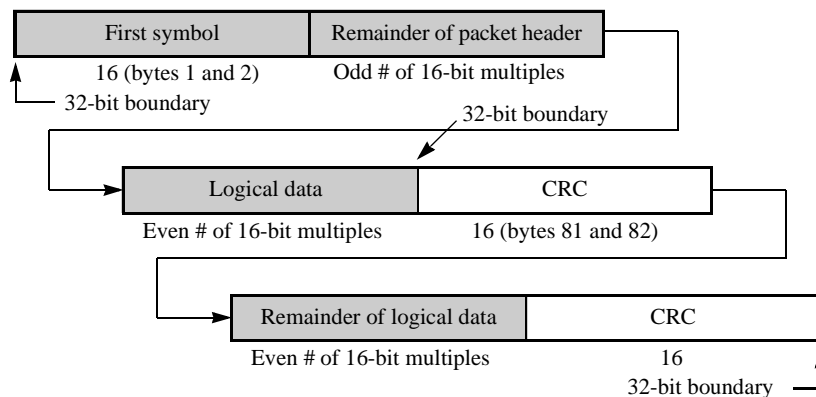 First symbol
Remainder of packet header
16 (bytes 1 and 2)
Odd # of 16-bit multiples
32-bit boundary
32-bit boundary
Logical data
CRC
Even # of 16-bit multiples
16 (bytes 81 and 82)
Remainder of logical data
CRC
Even # of 16-bit multiples
16
32-bit boundary